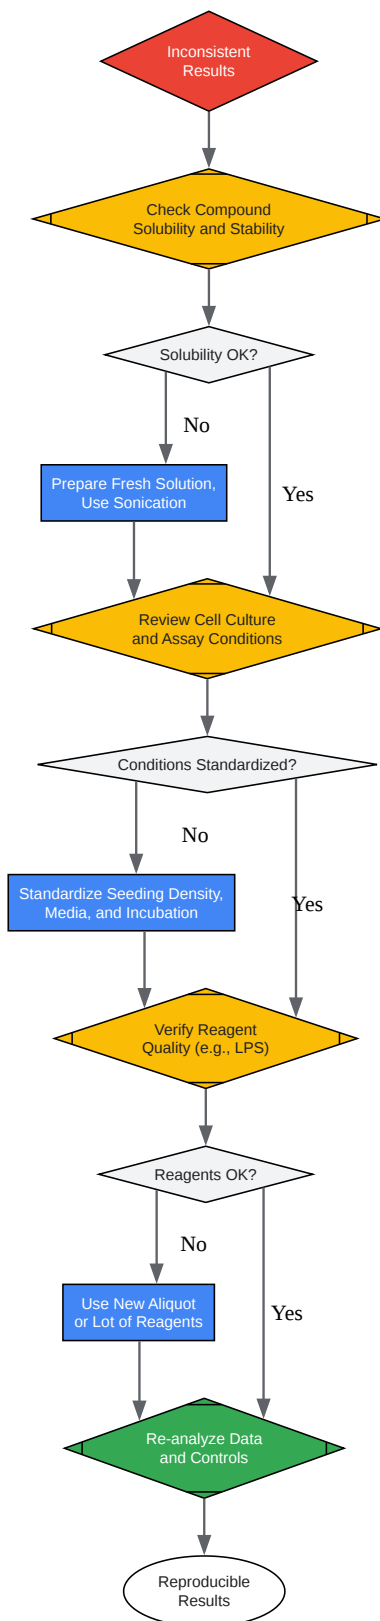 Inconsistent
Results
Check Compound
Solubility and Stability
Solubility OK?
No
Prepare Fresh Solution,
Use Sonication
Yes
Review Cell Culture
and Assay Conditions
Conditions Standardized?
No
Standardize Seeding Density,
Media, and Incubation
Yes
Verify Reagent
Quality (e.g., LPS)
Reagents OK?
No
Use New Aliquot
or Lot of Reagents
Yes
Re-analyze Data
and Controls
Reproducible
Results